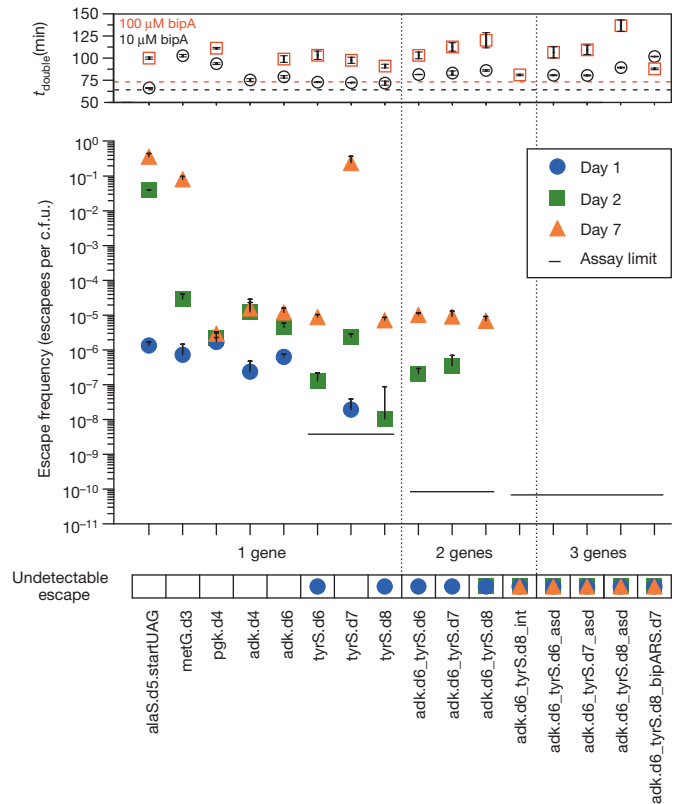 100 μM bipA
10 μM bipA
t double (min)
150
125
100
75
50
Escape frequency (escapees per c.f.u.)
10⁰
10⁻¹
10⁻²
10⁻³
10⁻⁴
10⁻⁵
10⁻⁶
10⁻⁷
10⁻⁸
10⁻⁹
10⁻¹⁰
10⁻¹¹
Day 1
Day 2
Day 7
Assay limit
1 gene
2 genes
3 genes
Undetectable
escape
alaS.d5.startUAG
metG.d3
pgk.d4
adk.d4
adk.d6
tyrS.d6
tyrS.d7
tyrS.d8
adk.d6_tyrS.d6
adk.d6_tyrS.d7
adk.d6_tyrS.d8
adk.d6_tyrS.d8_int
adk.d6_tyrS.d6_asd
adk.d6_tyrS.d7_asd
adk.d6_tyrS.d8_asd
adk.d6_tyrS.d8_bipARS.d7